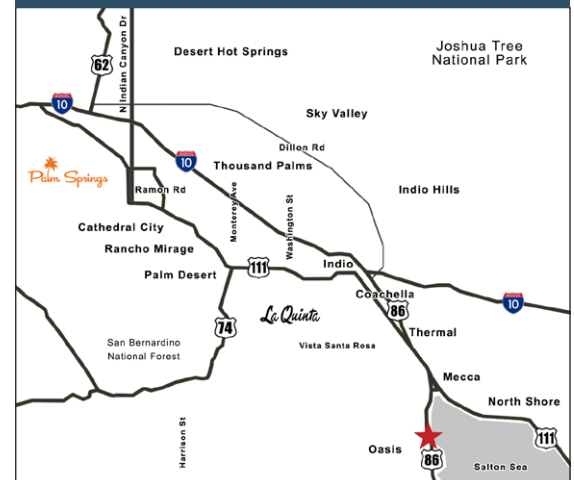 Desert Hot Springs
Joshua Tree
National Park
62
N Indian Canyon Dr
10
Sky Valley
Dillon Rd
10
Thousand Palms
Palm Springs
Ramon Rd
Indio Hills
Monterey Ave
Washington St
Cathedral City
Rancho Mirage
Palm Desert
111
Indio
Coachella
10
86
La Quinta
74
Thermal
San Bernardino
National Forest
Vista Santa Rosa
Mecca
North Shore
Harrison St
111
Oasis
86
Salton Sea